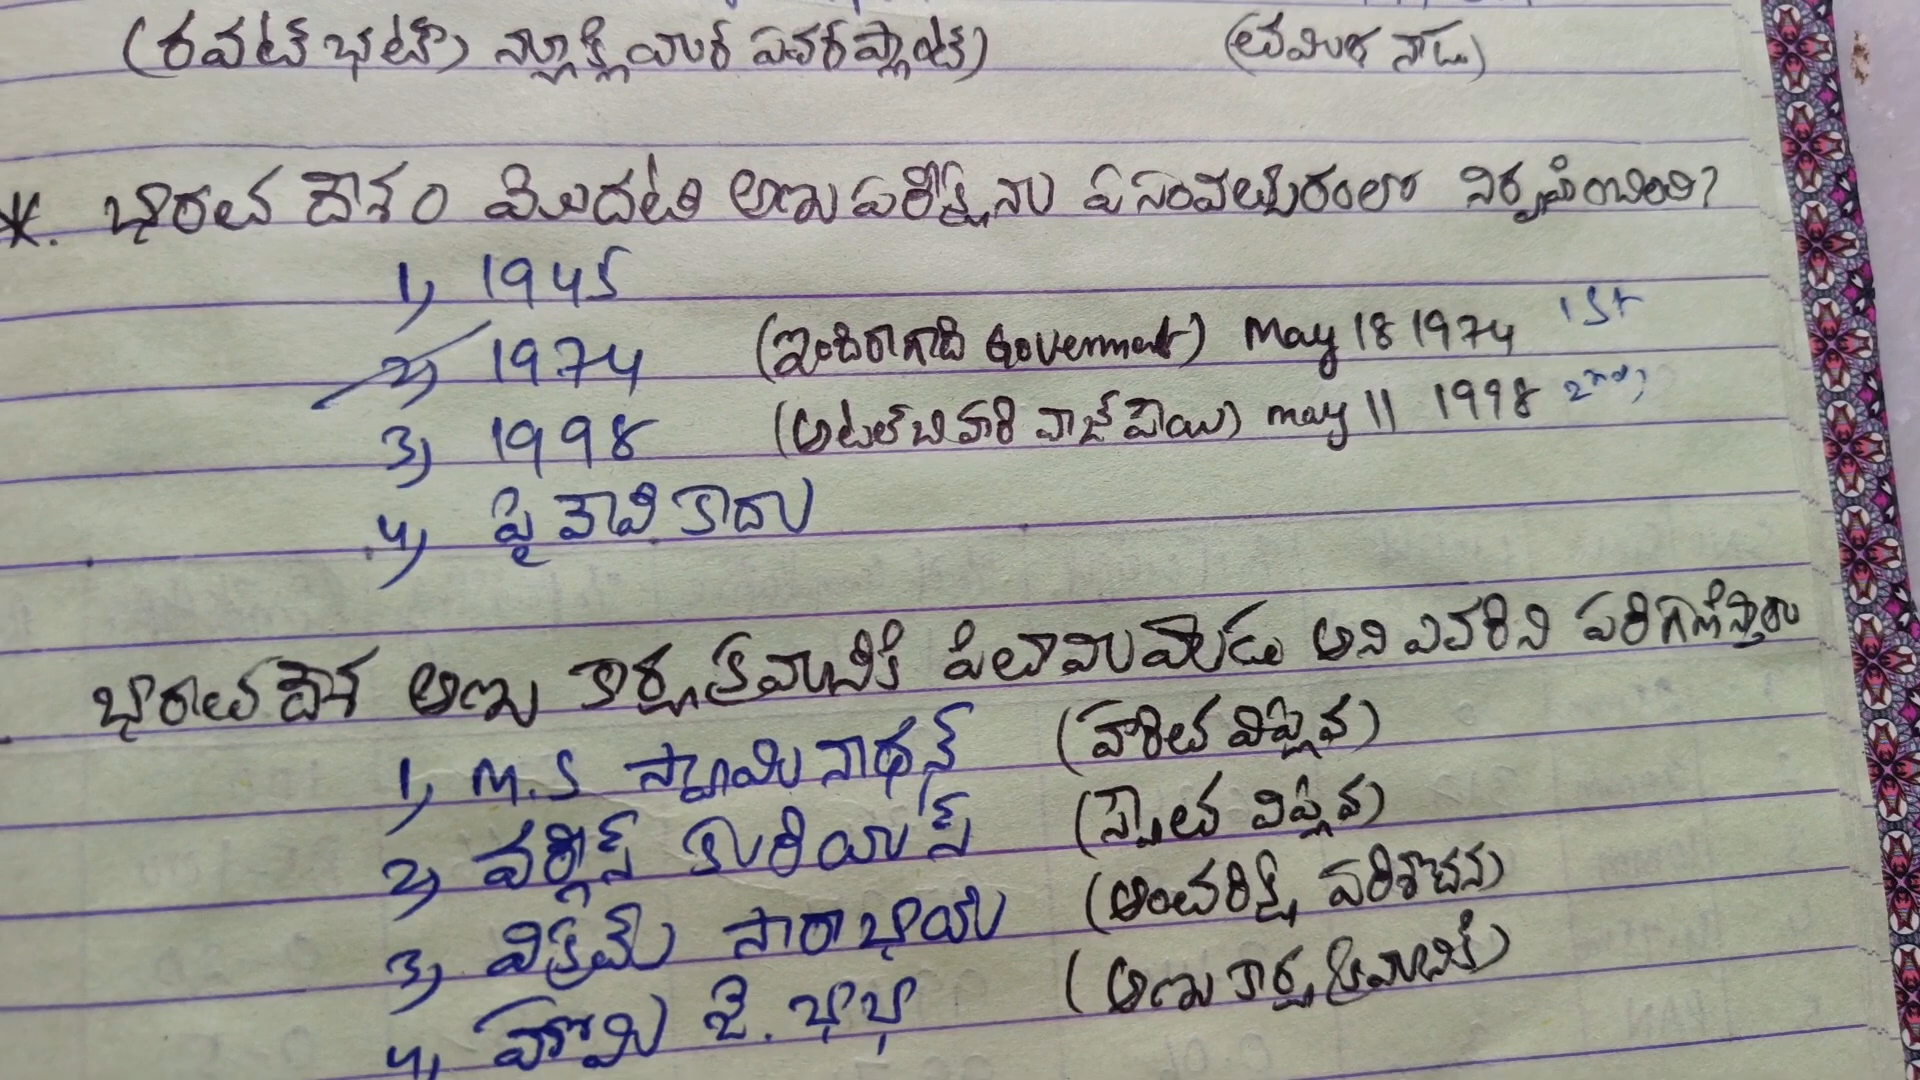 (రవట్ భట్) న్యూక్లియర్ పవర్ ప్లాంట్) (తమిళనాడు)
*. భారత దేశం మొదటి అణు పరీక్షను ఏ సంవత్సరంలో నిర్వహించింది?
1) 1945
2) 1974 (ఇందిరాగాంధీ Government) May 18 1974 1st
3) 1998 (అటల్ బిహారి వాజ్ పాయి) may 11 1998 2nd
4) పైవేవి కాదు
భారత దేశ అణు కార్యక్రమానికి పితామహుడు అని ఎవరిని పరిగణిస్తారు
1) M.S స్వామి నాథన్ (హరిత విప్లవ)
2) వర్గీస్ కురియన్ (స్వేత విప్లవ)
3) విక్రమ్ సారాభాయ్ (అంతరిక్ష పరిశోధన)
4) హోమి జె. భాభా (అణు కార్యక్రమానికి)